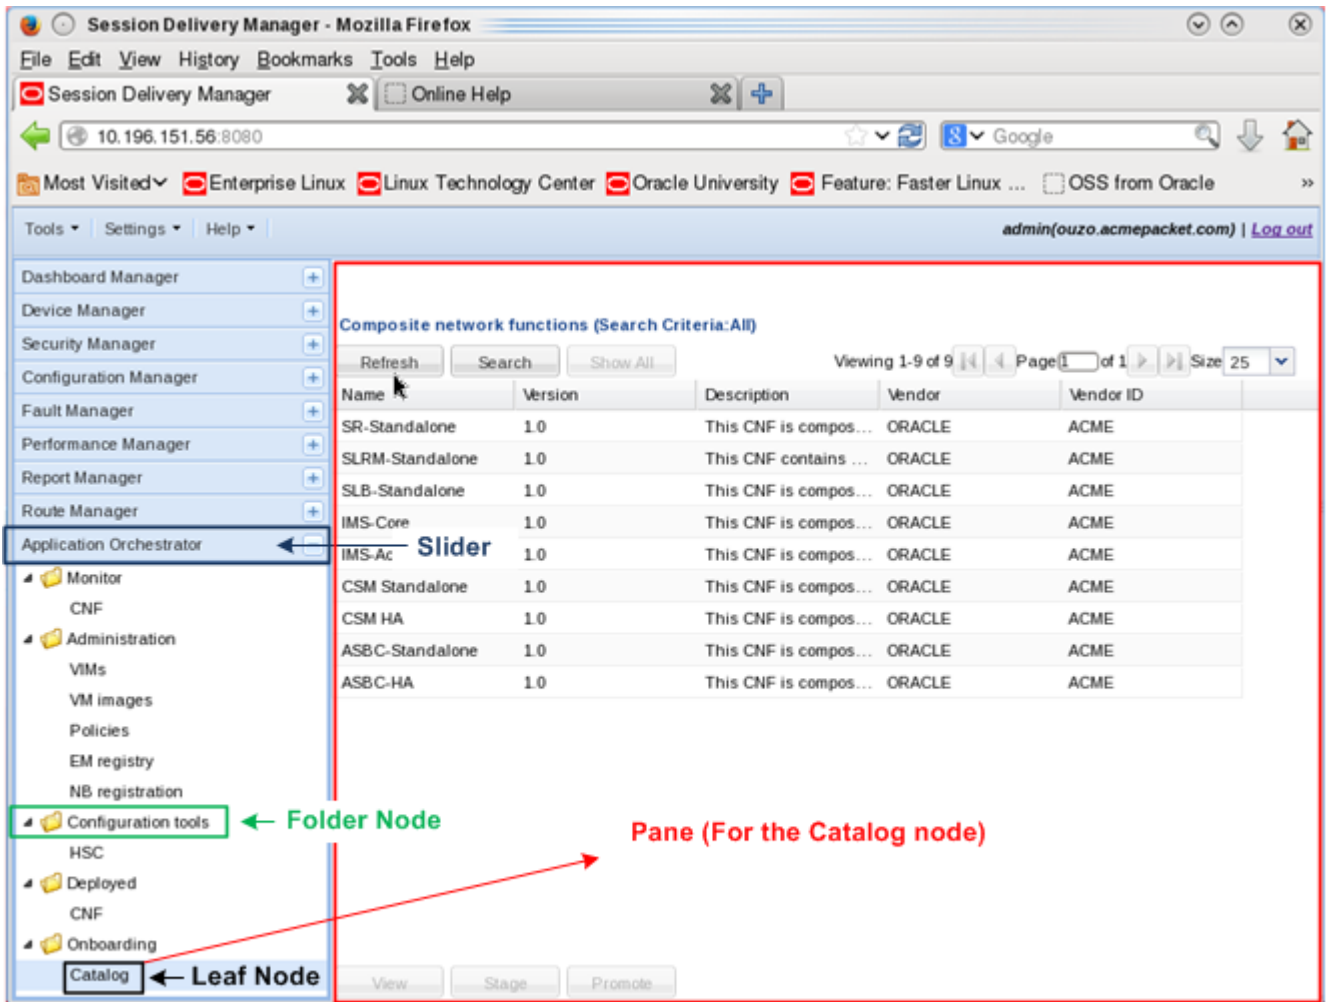 Session Delivery Manager - Mozilla Firefox
File Edit View History Bookmarks Tools Help
Session Delivery Manager Online Help
10.196.151.56:8080 Google
Most Visited Enterprise Linux Linux Technology Center Oracle University Feature: Faster Linux ... OSS from Oracle »
Tools Settings Help admin(ouzo.acmepacket.com) | Log out
Dashboard Manager
Device Manager
Security Manager
Configuration Manager
Fault Manager
Performance Manager
Report Manager
Route Manager
Application Orchestrator
Slider
Monitor
CNF
Administration
VIMs
VM images
Policies
EM registry
NB registration
Configuration tools
Folder Node
HSC
Deployed
CNF
Onboarding
Catalog
Leaf Node
Composite network functions (Search Criteria:All)
Refresh Search Show All Viewing 1-9 of 9 Page 1 of 1 Size 25
Name Version Description Vendor Vendor ID
SR-Standalone 1.0 This CNF is compos... ORACLE ACME
SLRM-Standalone 1.0 This CNF contains ... ORACLE ACME
SLB-Standalone 1.0 This CNF is compos... ORACLE ACME
IMS-Core 1.0 This CNF is compos... ORACLE ACME
IMS-Ac 1.0 This CNF is compos... ORACLE ACME
CSM Standalone 1.0 This CNF is compos... ORACLE ACME
CSM HA 1.0 This CNF is compos... ORACLE ACME
ASBC-Standalone 1.0 This CNF is compos... ORACLE ACME
ASBC-HA 1.0 This CNF is compos... ORACLE ACME
Pane (For the Catalog node)
View Stage Promote